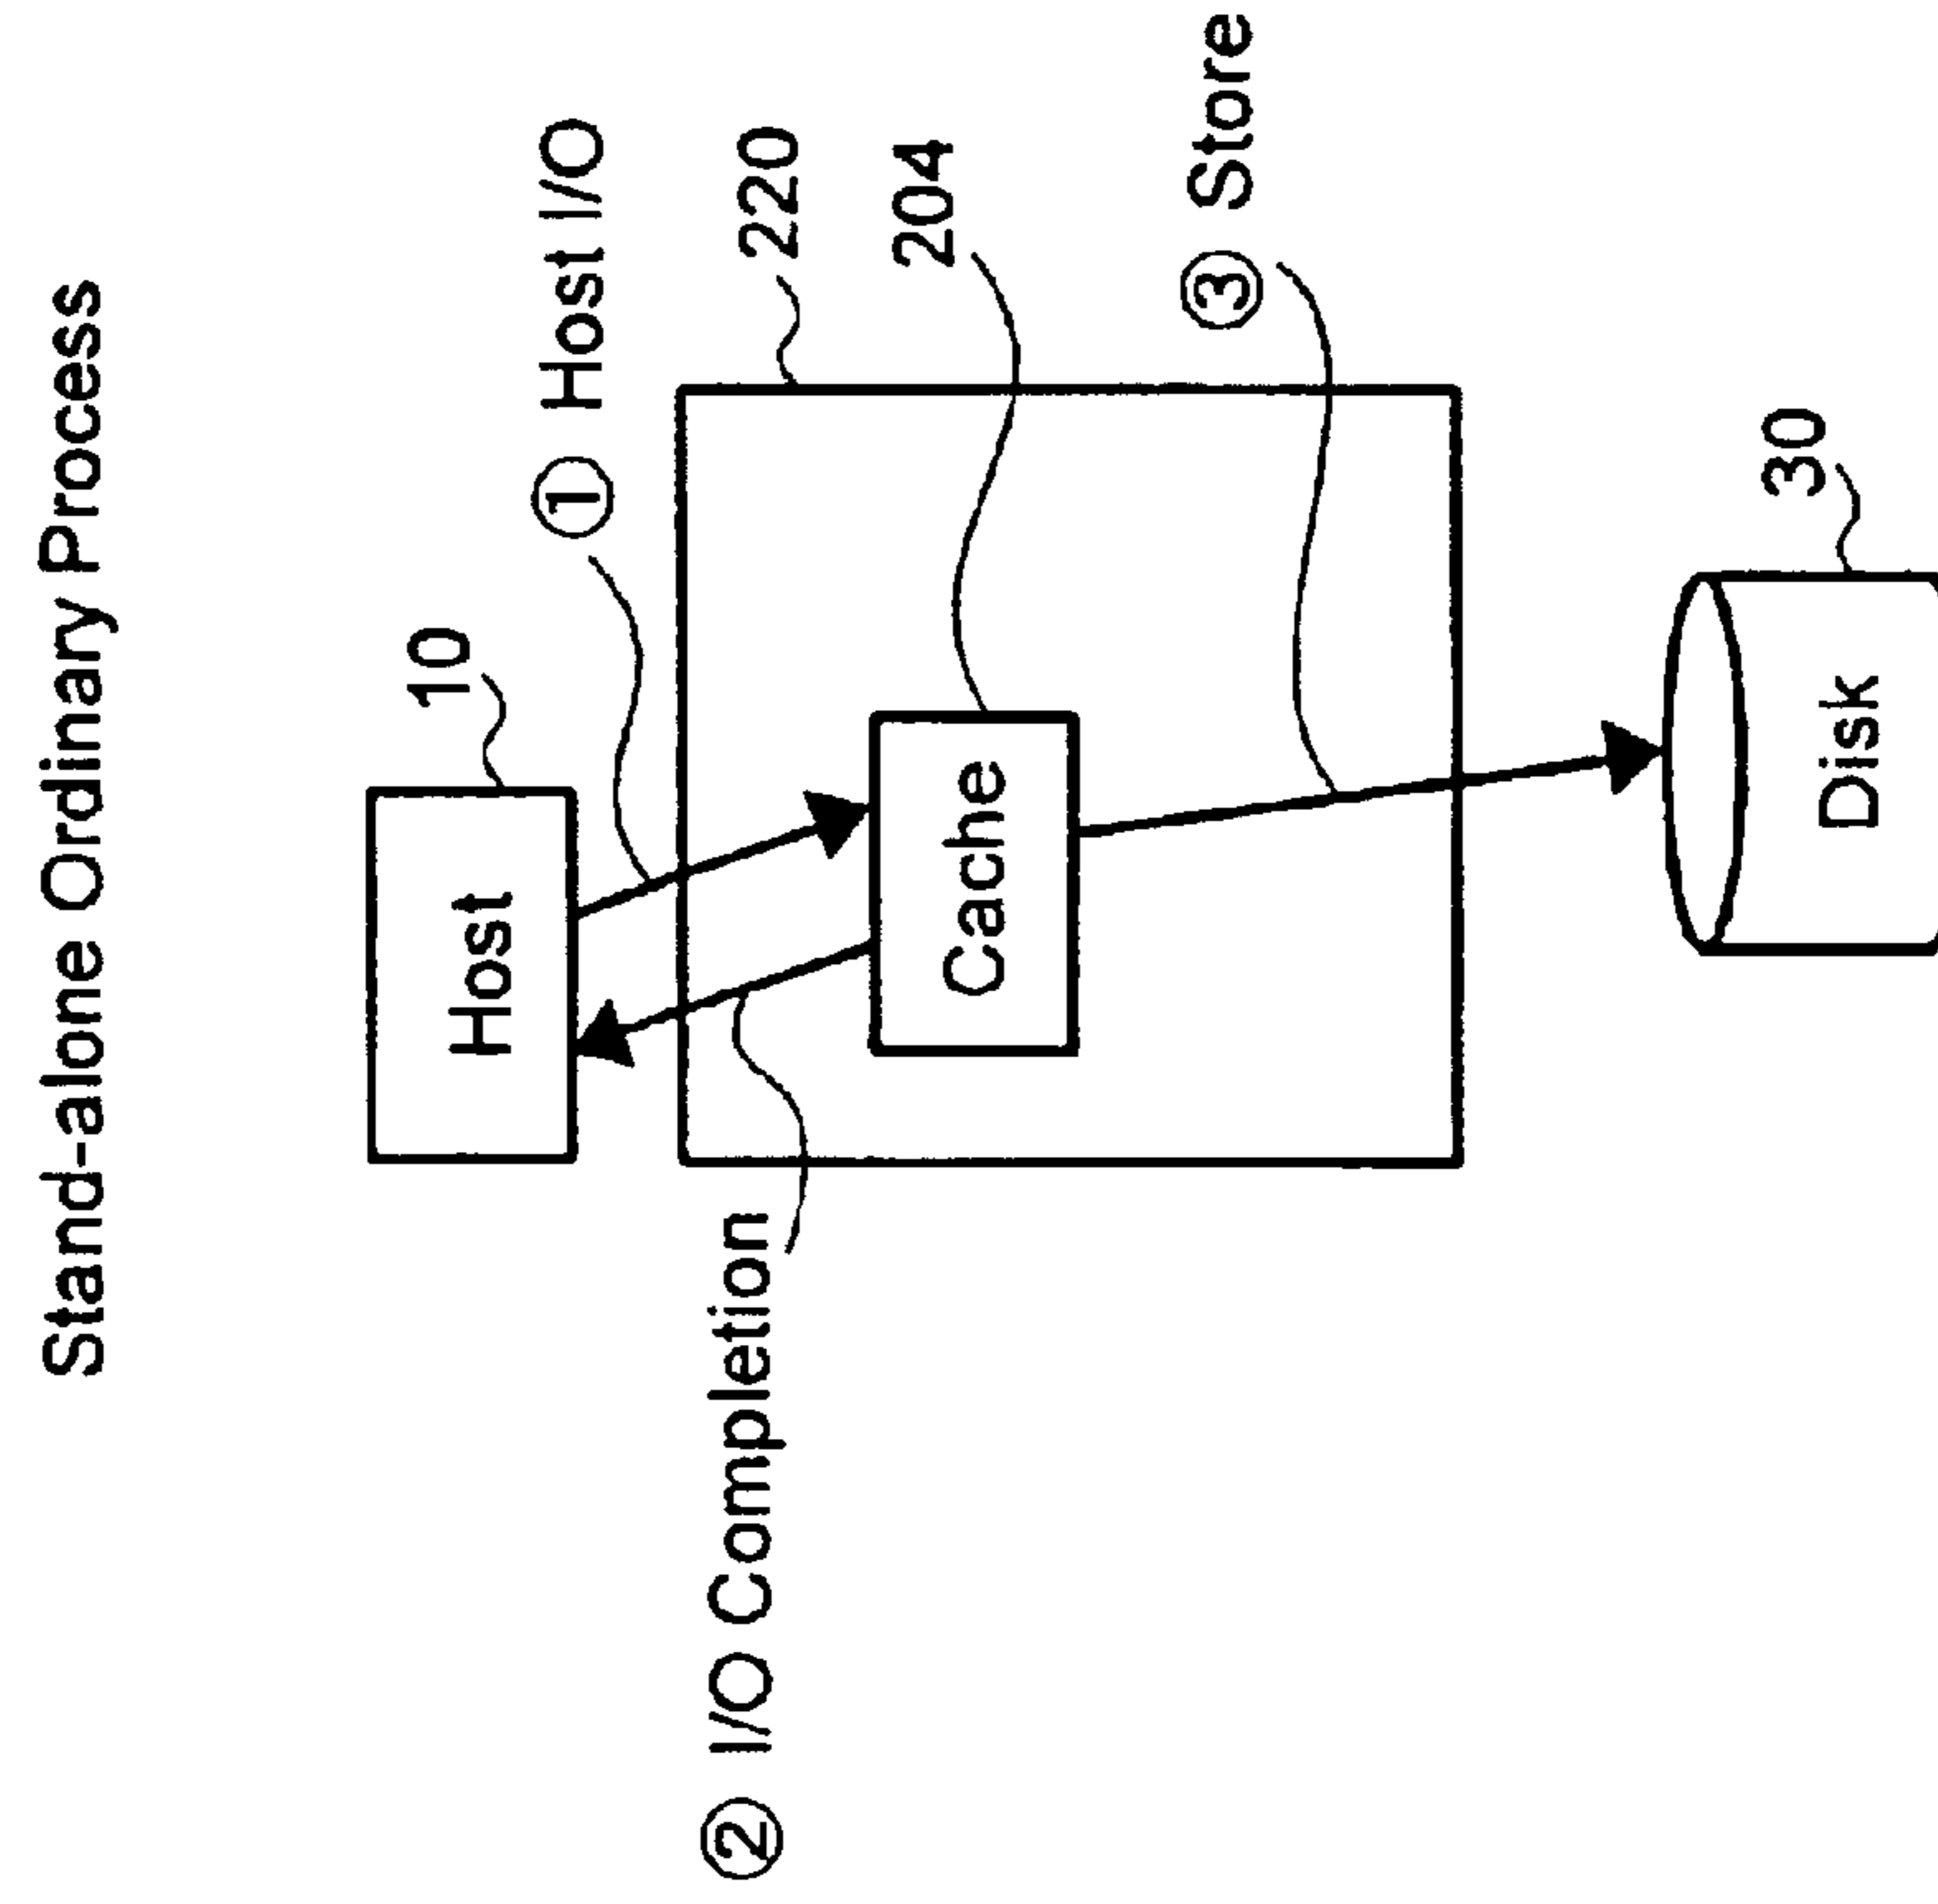 Stand-alone Ordinary Process
10
Host
① Host I/O
② I/O Completion
220
204
Cache
③ Store
30
Disk